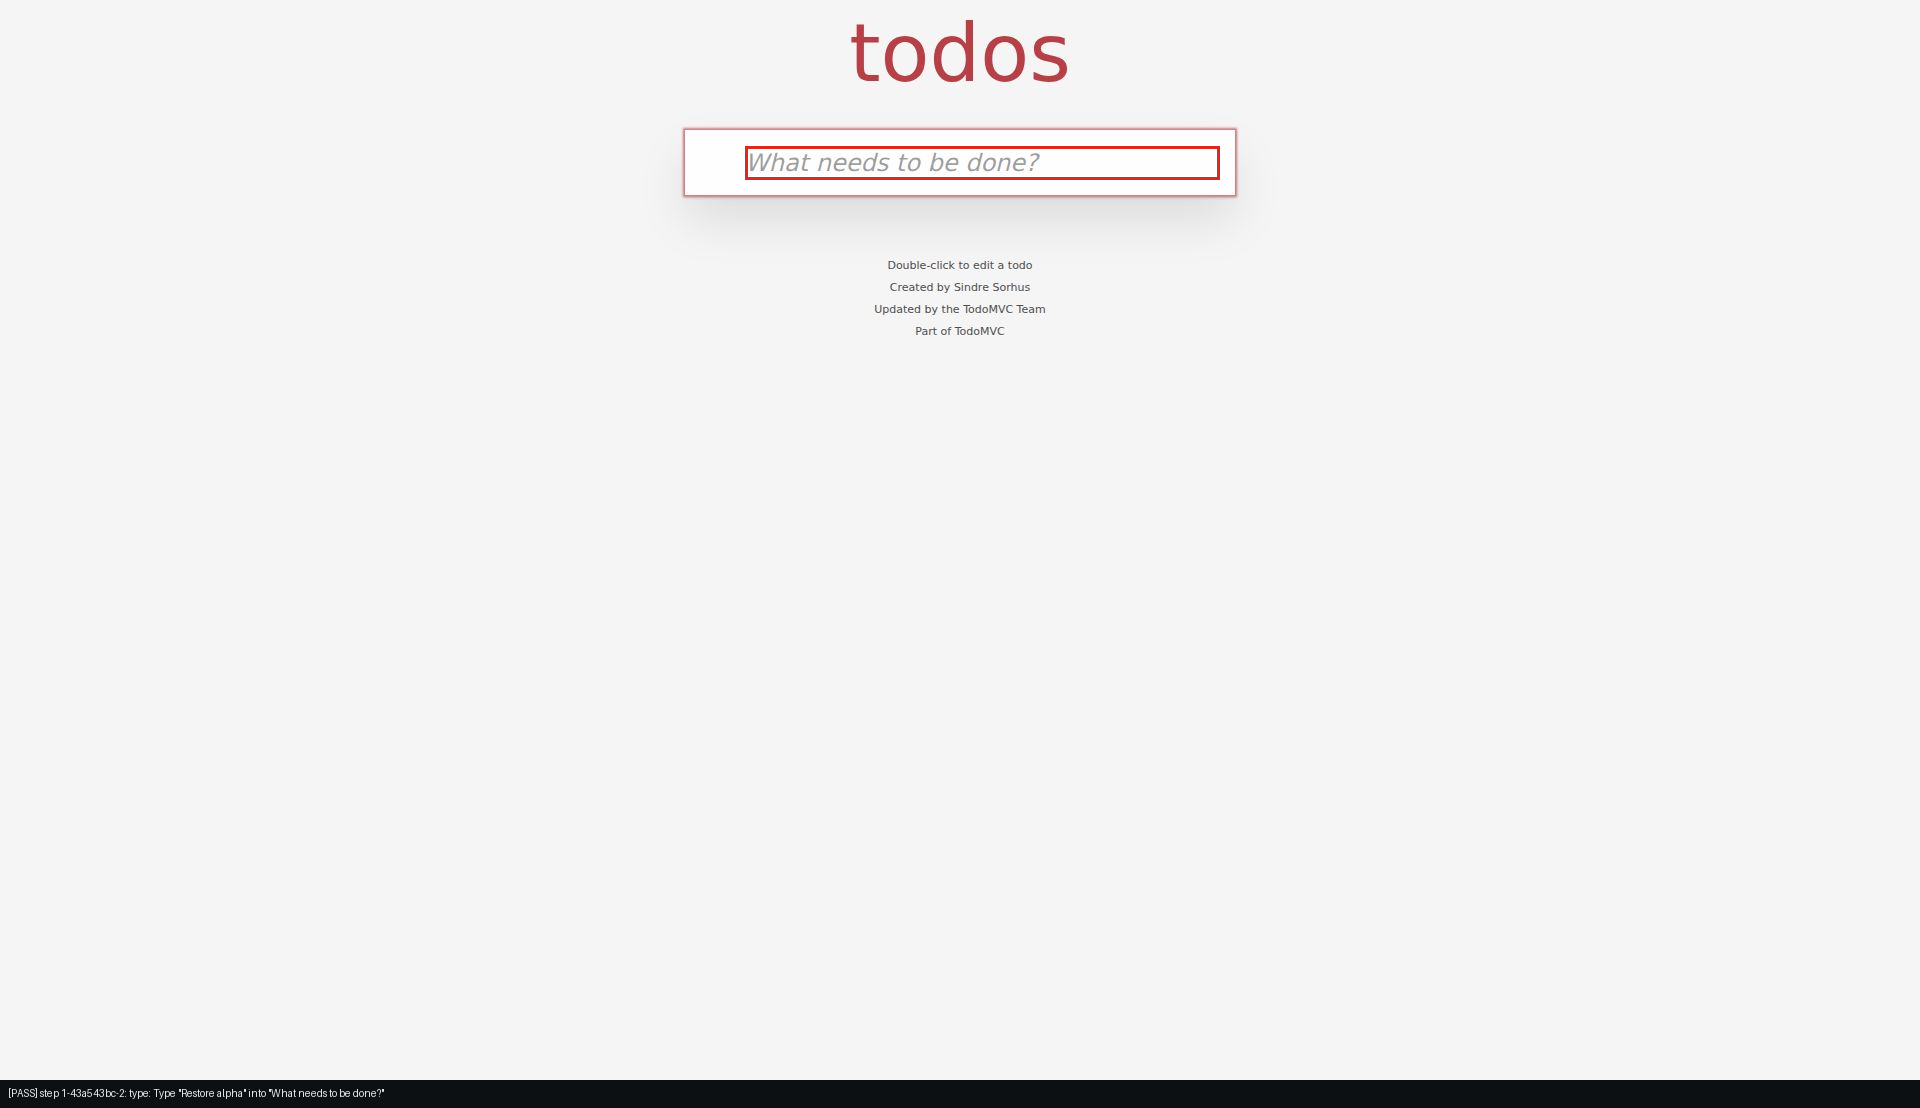 todos
What needs to be done?
Double-click to edit a todo
Created by Sindre Sorhus
Updated by the TodoMVC Team
Part of TodoMVC
[PASS] step 1-43a543bc-2: type: Type "Restore alpha" into "What needs to be done?"